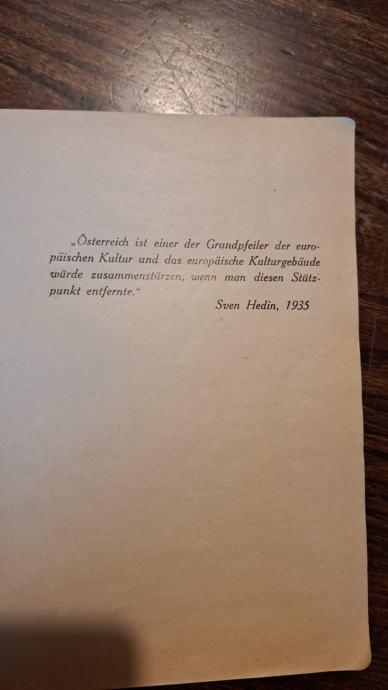 „Österreich ist einer der Grundpfeiler der euro-
päischen Kultur und das europäische Kulturgebäude
würde zusammenstürzen, wenn man diesen Stütz-
punkt entfernte.“
Sven Hedin, 1935